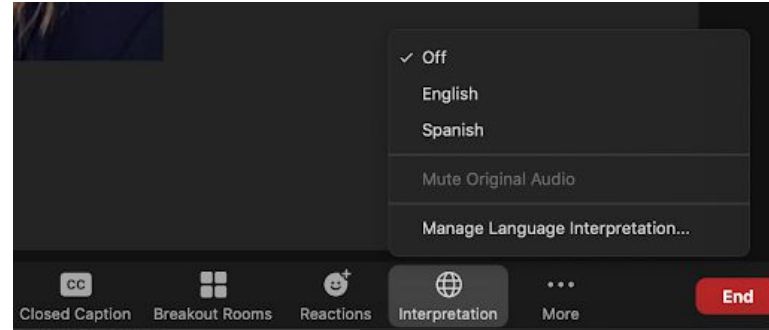 ✓ Off
English
Spanish
Mute Original Audio
Manage Language Interpretation...
CC
Closed Caption
Breakout Rooms
Reactions
Interpretation
More
End